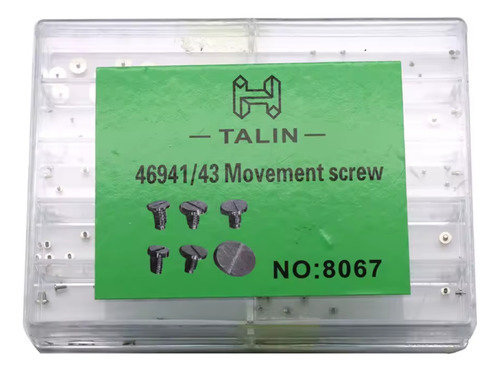 — TALIN —
46941/43 Movement screw
NO:8067